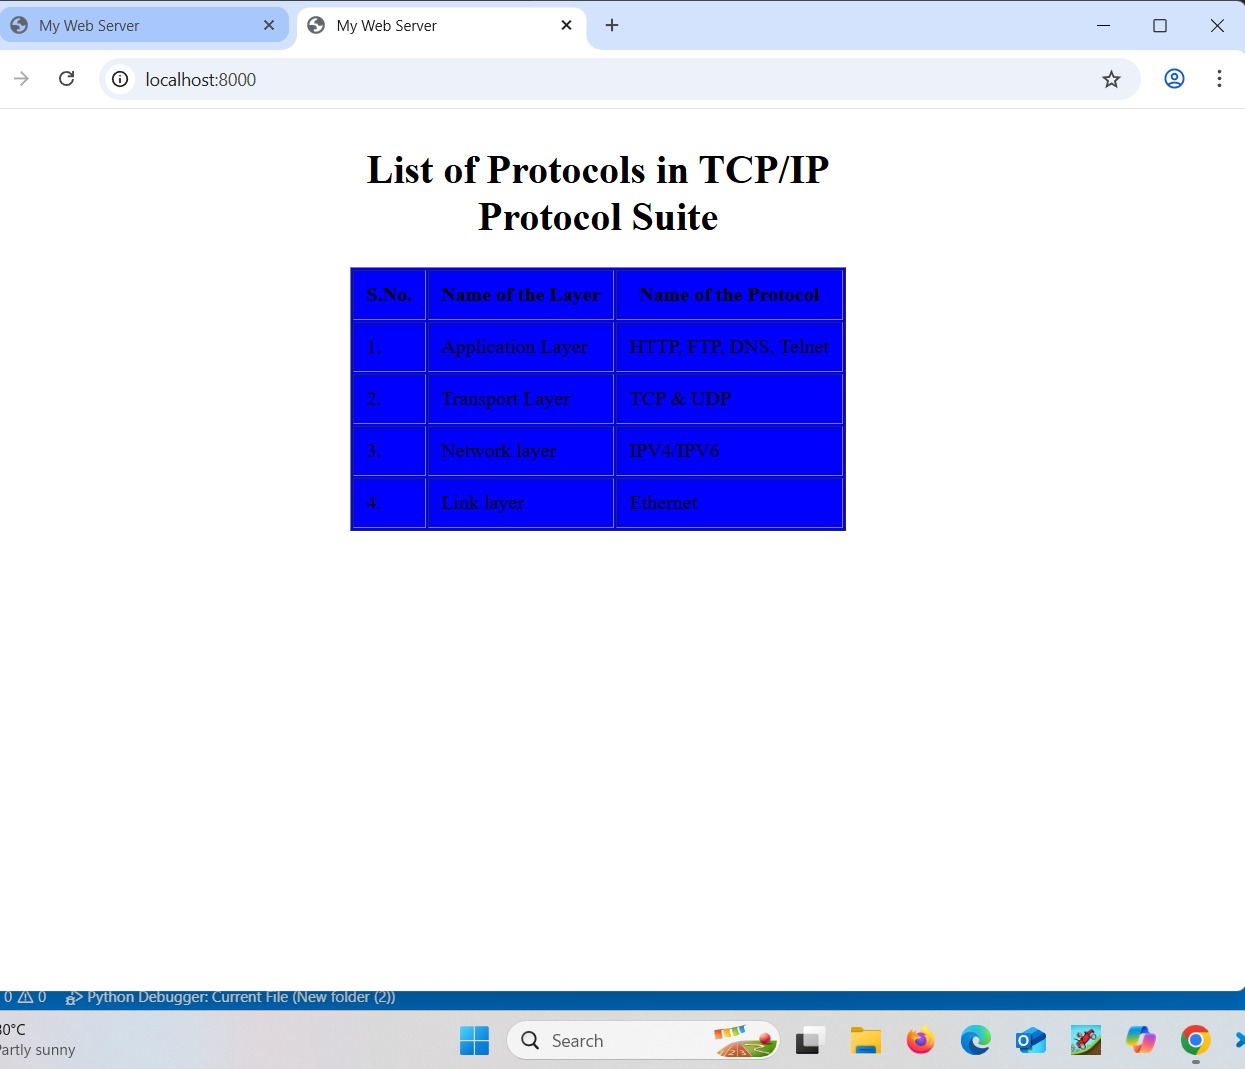 My Web Server
My Web Server
localhost:8000
List of Protocols in TCP/IP
Protocol Suite
S.No. Name of the Layer Name of the Protocol
1. Application Layer HTTP, FTP, DNS, Telnet
2. Transport Layer TCP & UDP
3. Network layer IPV4/IPV6
4. Link layer Ethernet
0 0 Python Debugger: Current File (New folder (2))
30°C
Partly sunny
Search